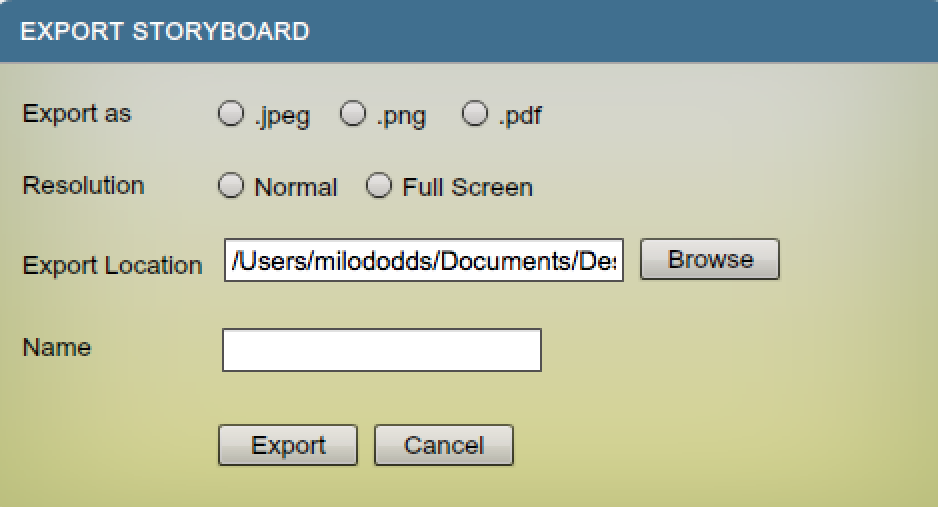 EXPORT STORYBOARD
Export as .jpeg .png .pdf
Resolution Normal Full Screen
Export Location /Users/milododds/Documents/Des Browse
Name
Export Cancel